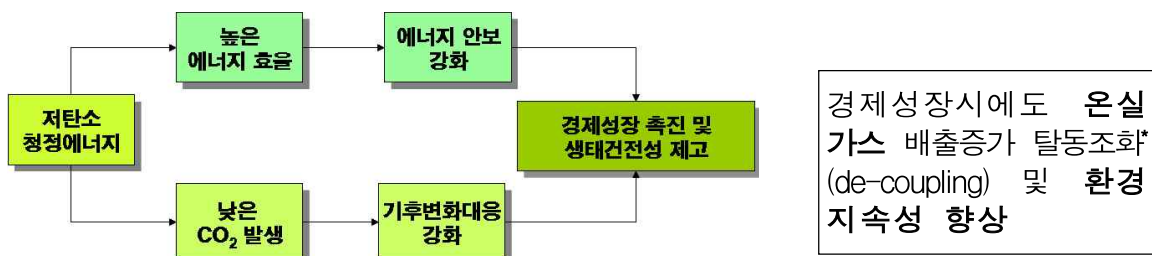 높은
에너지 효율
에너지 안보
강화
저탄소
청정에너지
경제성장 촉진 및
생태건전성 제고
낮은
CO₂ 발생
기후변화대응
강화
경제성장시에도 온실
가스 배출증가 탈동조화*
(de-coupling) 및 환경
지속성 향상